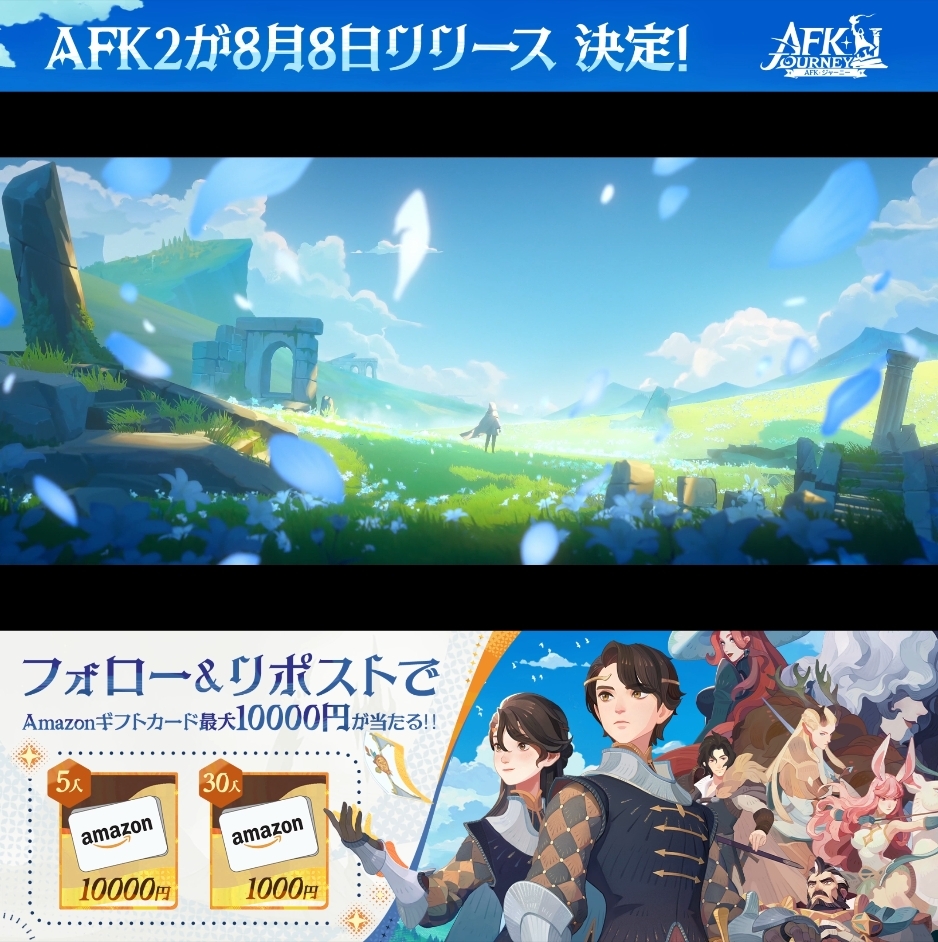 AFK2が8月8日リリース 決定!
AFK
JOURNEY
AFK:ジャーニー
フォロー&リポストで
Amazonギフトカード最大10000円が当たる!!
5人
30人
amazon
amazon
10000円
1000円